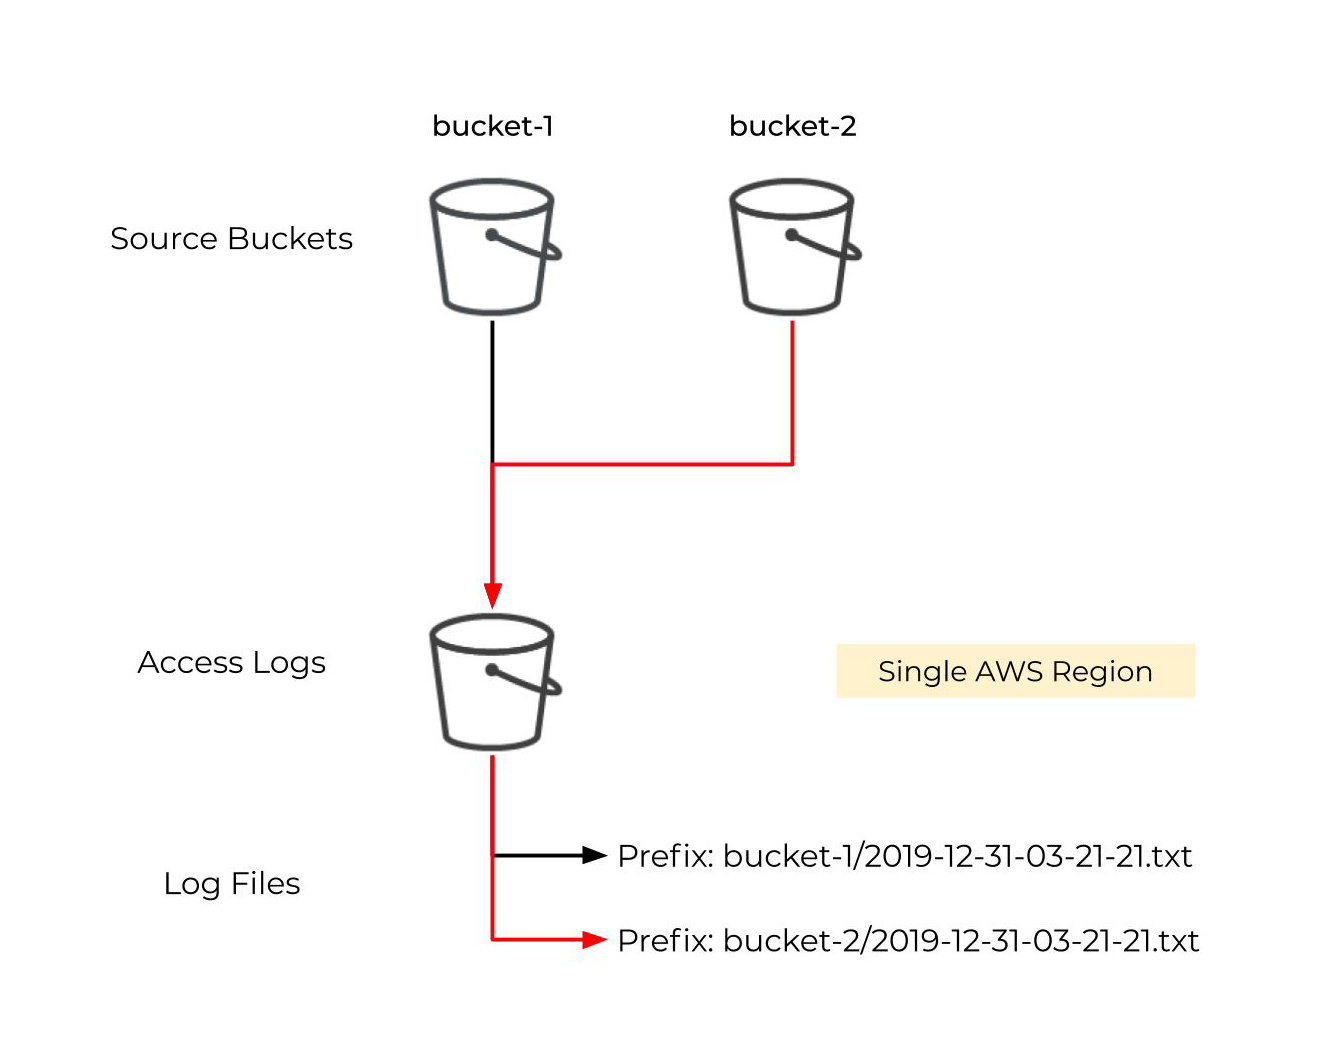 bucket-1
bucket-2
Source Buckets
Access Logs
Single AWS Region
Prefix: bucket-1/2019-12-31-03-21-21.txt
Log Files
Prefix: bucket-2/2019-12-31-03-21-21.txt